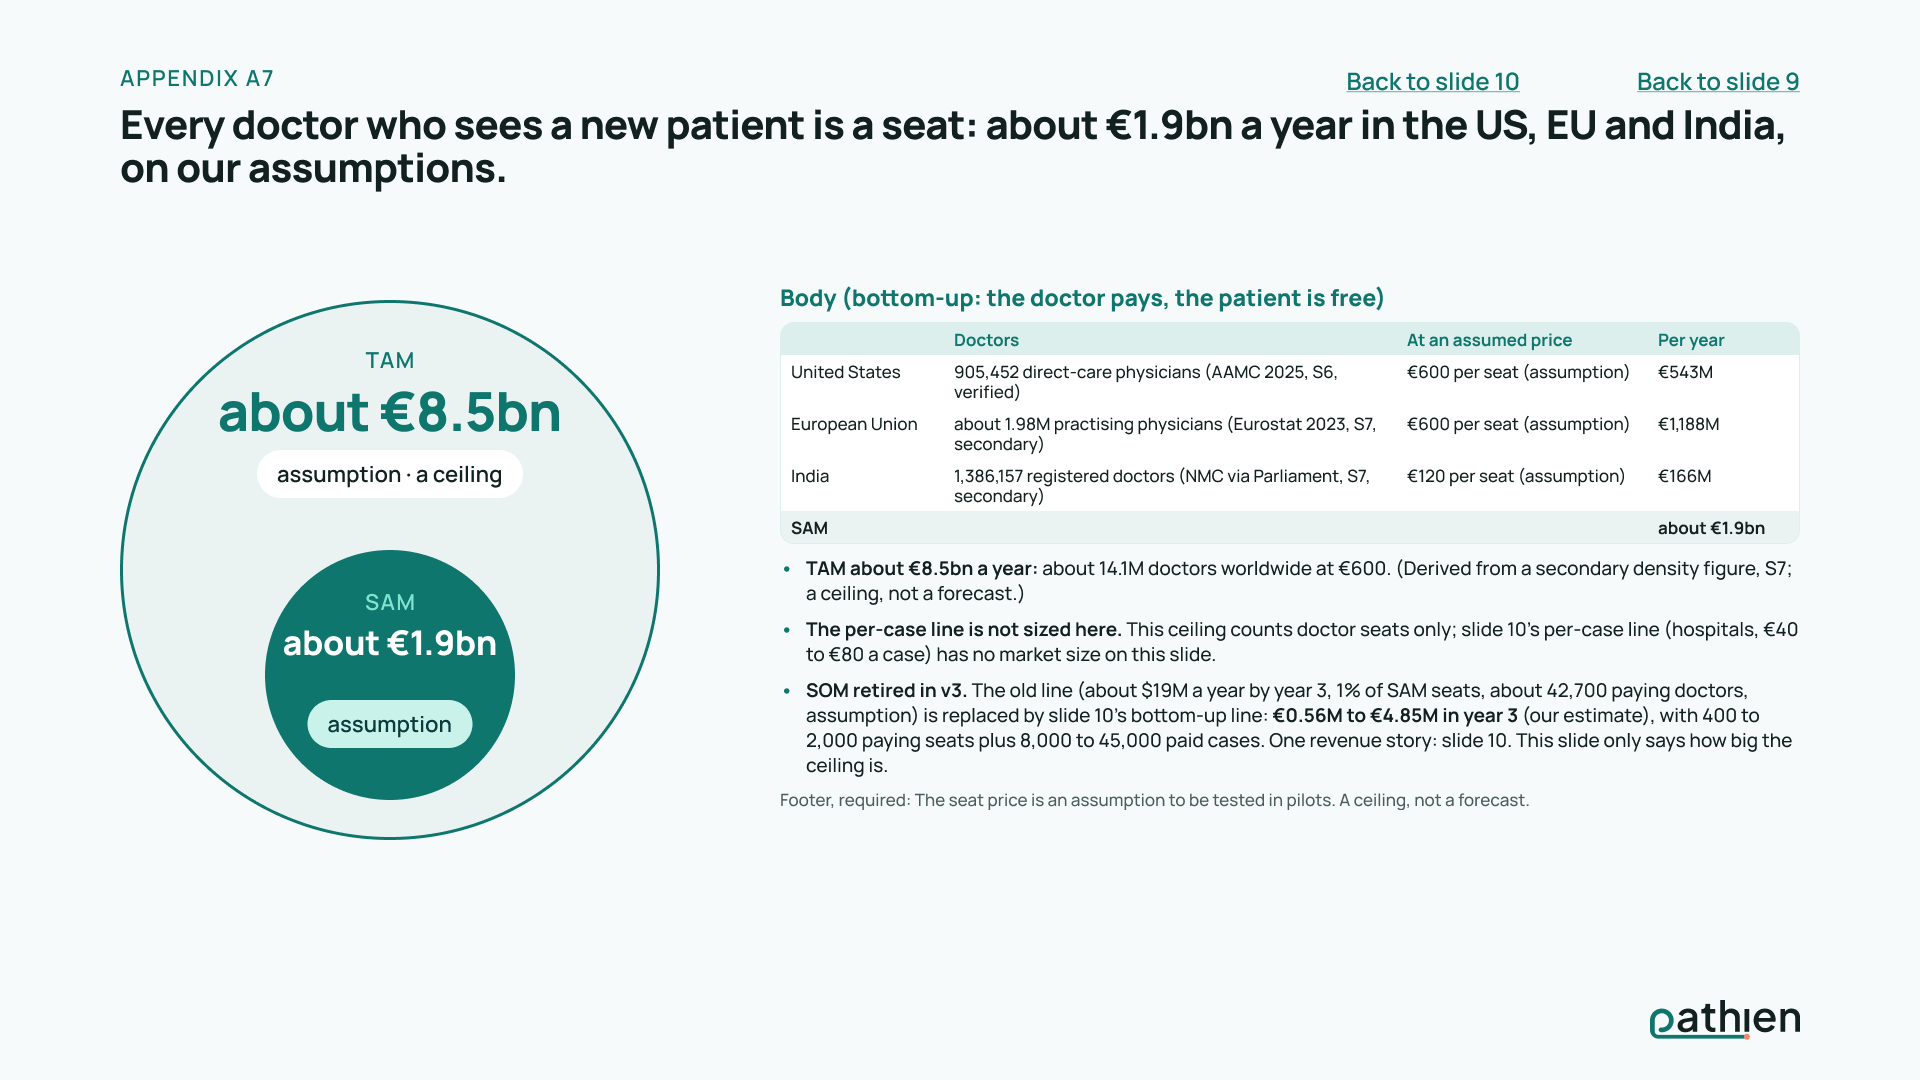 APPENDIX A7
Back to slide 10
Back to slide 9
Every doctor who sees a new patient is a seat: about €1.9bn a year in the US, EU and India,
on our assumptions.
TAM
about €8.5bn
assumption · a ceiling
SAM
about €1.9bn
assumption
Body (bottom-up: the doctor pays, the patient is free)
Doctors At an assumed price Per year
United States 905,452 direct-care physicians (AAMC 2025, S6, €600 per seat (assumption) €543M
verified)
European Union about 1.98M practising physicians (Eurostat 2023, S7, €600 per seat (assumption) €1,188M
secondary)
India 1,386,157 registered doctors (NMC via Parliament, S7, €120 per seat (assumption) €166M
secondary)
SAM about €1.9bn
• TAM about €8.5bn a year: about 14.1M doctors worldwide at €600. (Derived from a secondary density figure, S7;
a ceiling, not a forecast.)
• The per-case line is not sized here. This ceiling counts doctor seats only; slide 10's per-case line (hospitals, €40
to €80 a case) has no market size on this slide.
• SOM retired in v3. The old line (about $19M a year by year 3, 1% of SAM seats, about 42,700 paying doctors,
assumption) is replaced by slide 10's bottom-up line: €0.56M to €4.85M in year 3 (our estimate), with 400 to
2,000 paying seats plus 8,000 to 45,000 paid cases. One revenue story: slide 10. This slide only says how big the
ceiling is.
Footer, required: The seat price is an assumption to be tested in pilots. A ceiling, not a forecast.
pathien